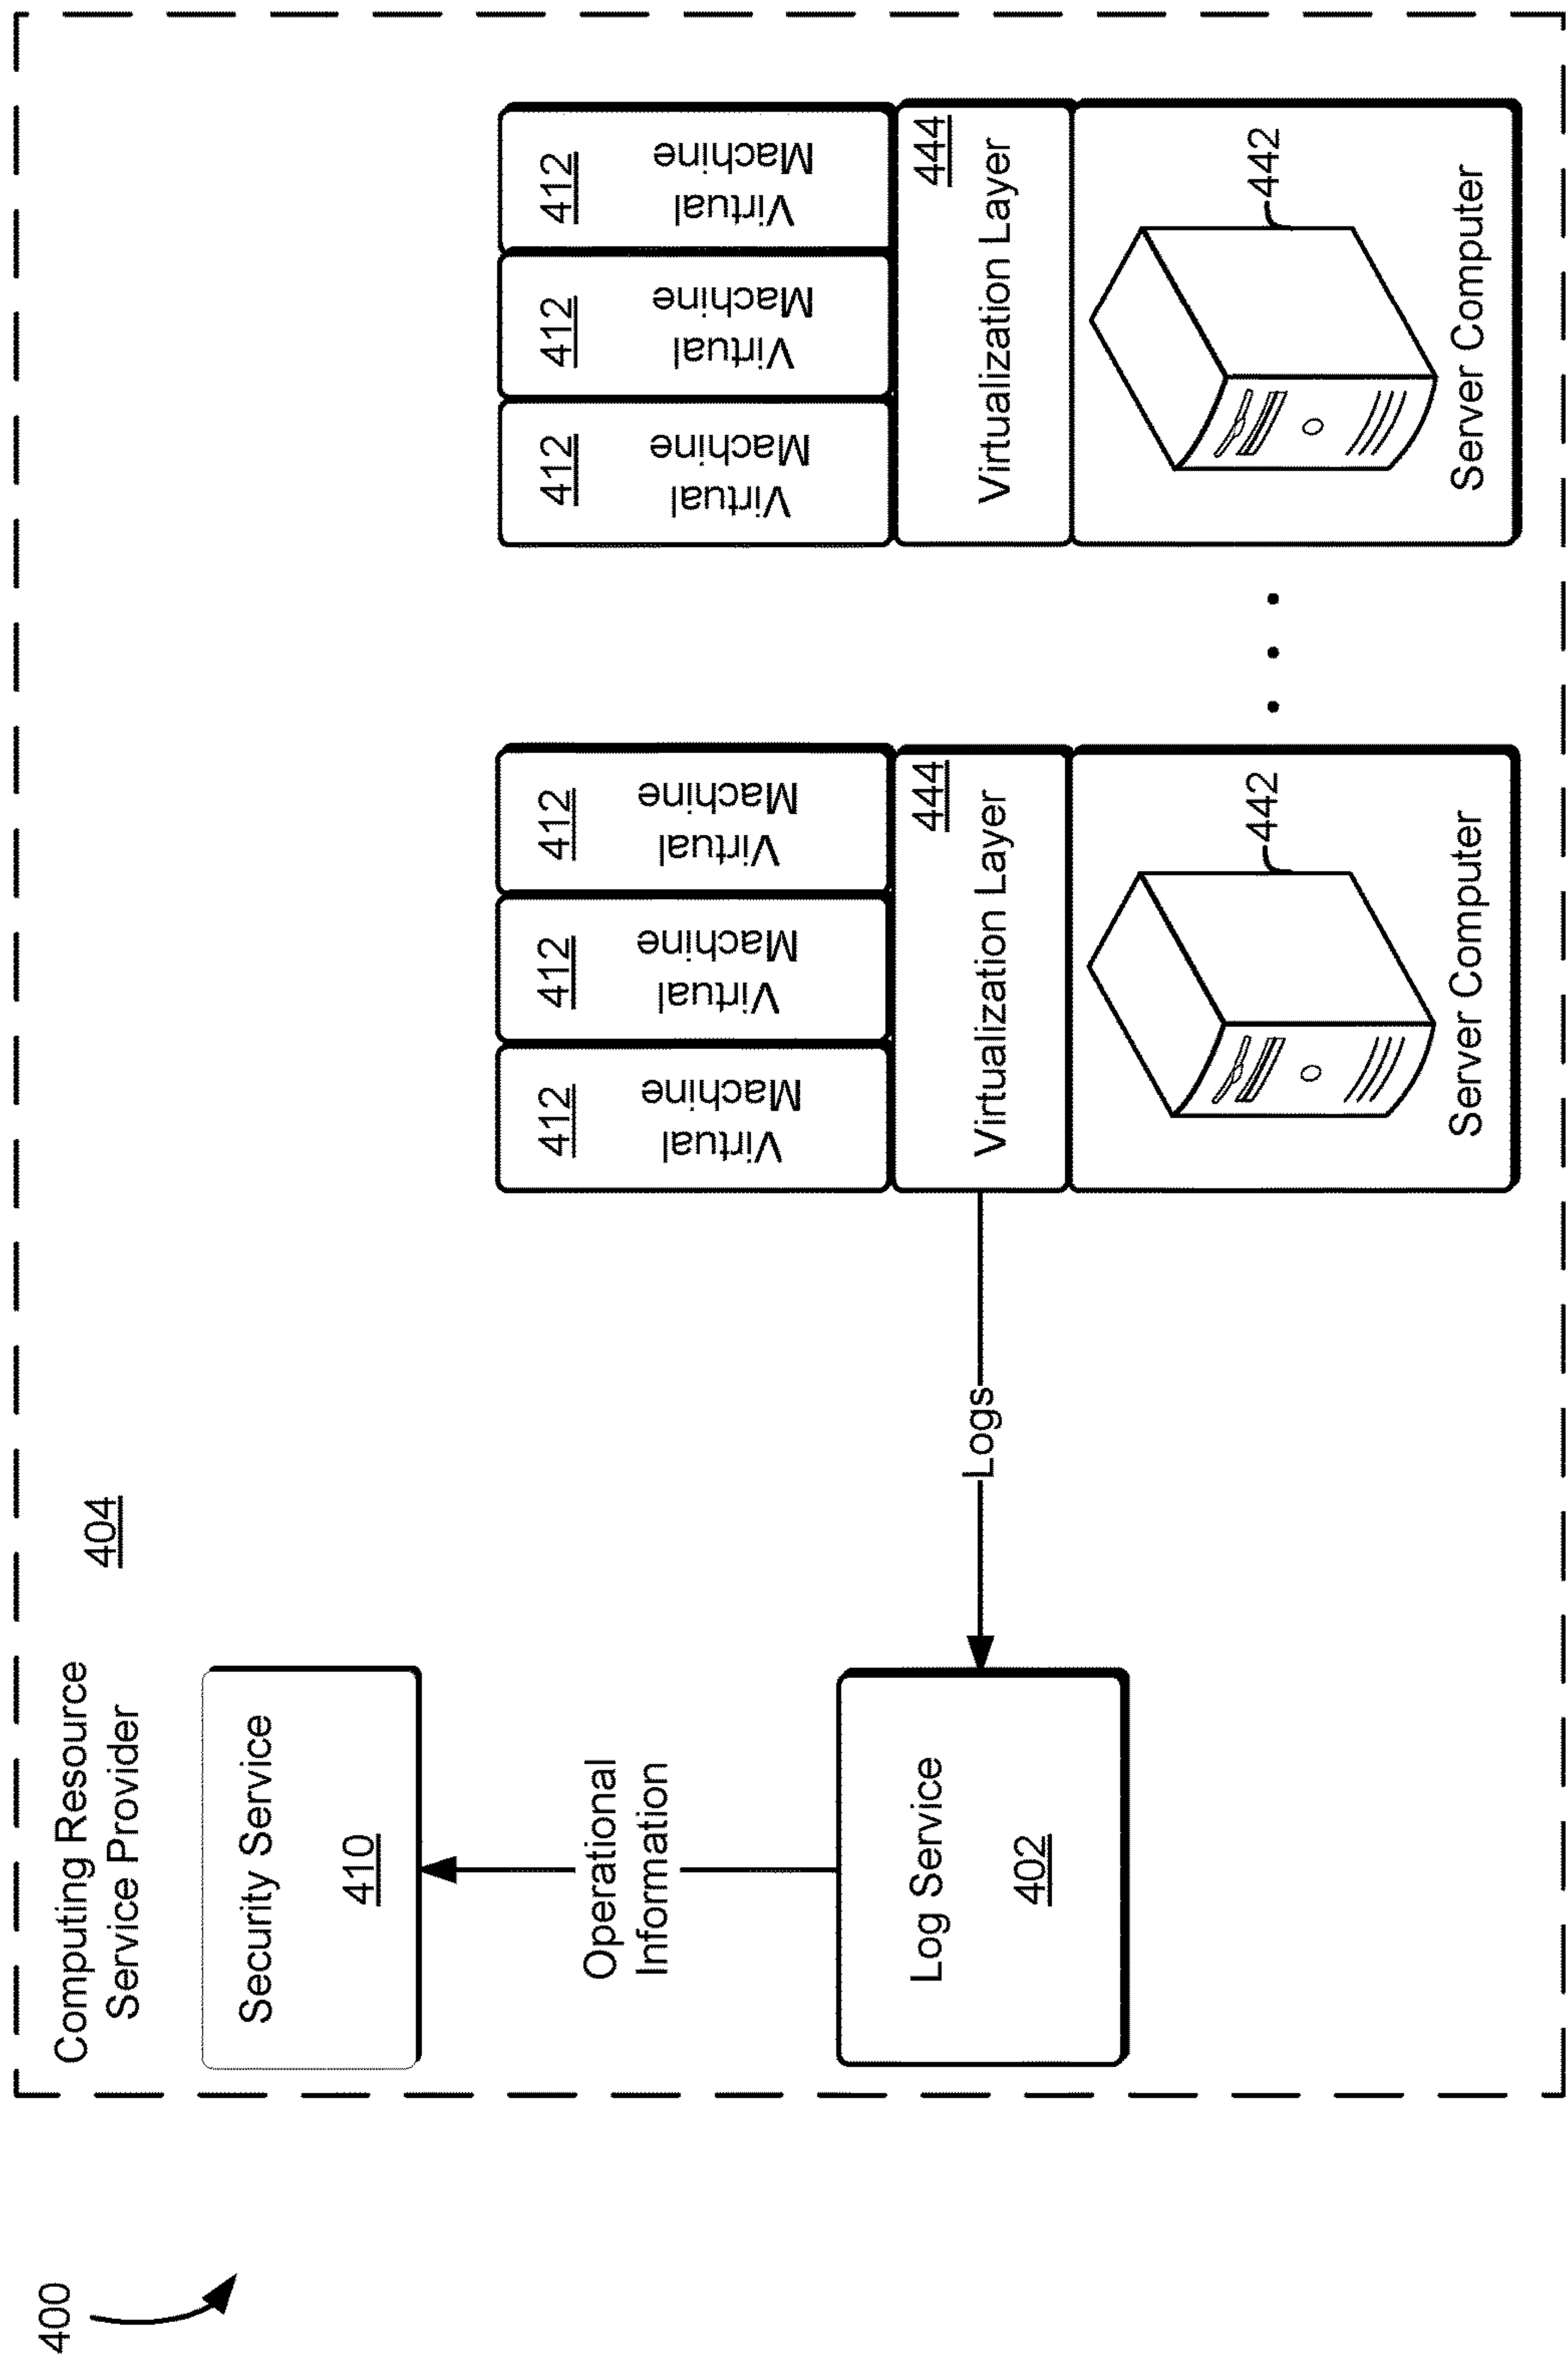 400
Computing Resource
Service Provider
404
Security Service
410
Operational
Information
Log Service
402
Logs
412
Virtual
Machine
412
Virtual
Machine
412
Virtual
Machine
444
Virtualization Layer
442
Server Computer
412
Virtual
Machine
412
Virtual
Machine
412
Virtual
Machine
444
Virtualization Layer
442
Server Computer